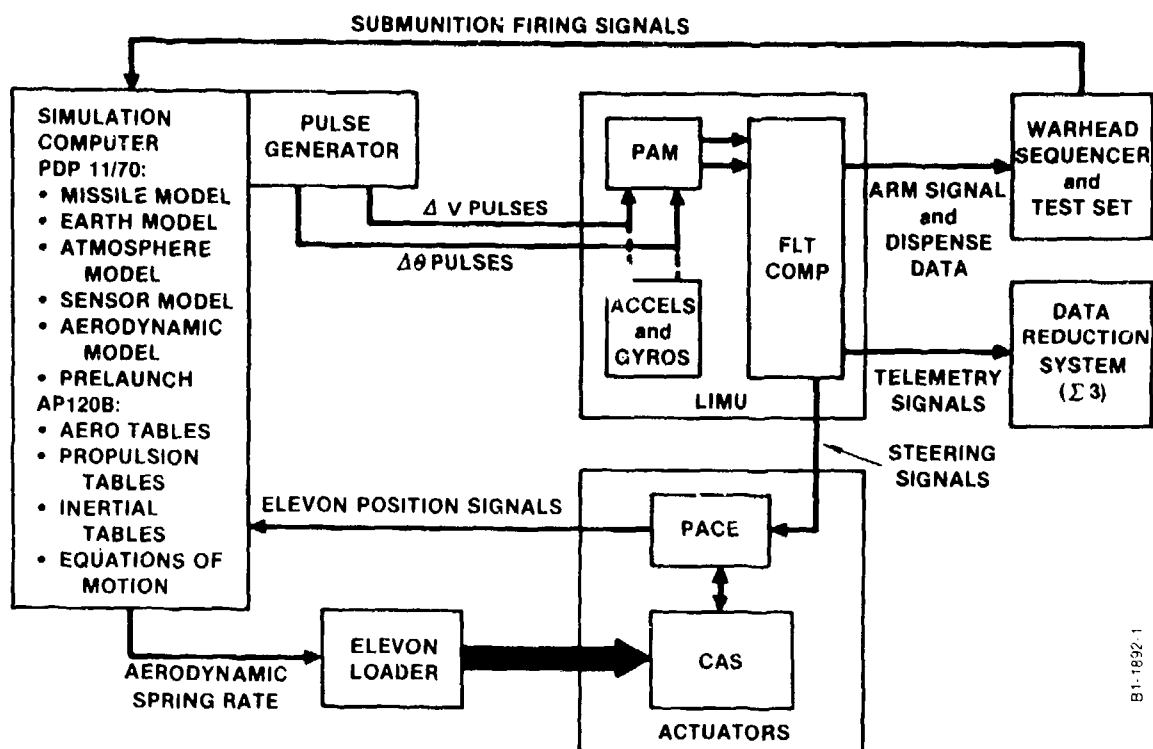 SUBMUNITION FIRING SIGNALS
SIMULATION
COMPUTER
PDP 11/70:
• MISSILE MODEL
• EARTH MODEL
• ATMOSPHERE
MODEL
• SENSOR MODEL
• AERODYNAMIC
MODEL
• PRELAUNCH
AP120B:
• AERO TABLES
• PROPULSION
TABLES
• INERTIAL
TABLES
• EQUATIONS OF
MOTION
PULSE
GENERATOR
Δ V PULSES
Δθ PULSES
PAM
ACCELS
and
GYROS
FLT
COMP
LIMU
ARM SIGNAL
and
DISPENSE
DATA
WARHEAD
SEQUENCER
and
TEST SET
TELEMETRY
SIGNALS
DATA
REDUCTION
SYSTEM
(Σ 3)
STEERING
SIGNALS
ELEVON POSITION SIGNALS
PACE
CAS
ACTUATORS
AERODYNAMIC
SPRING RATE
ELEVON
LOADER
B1-1892-1